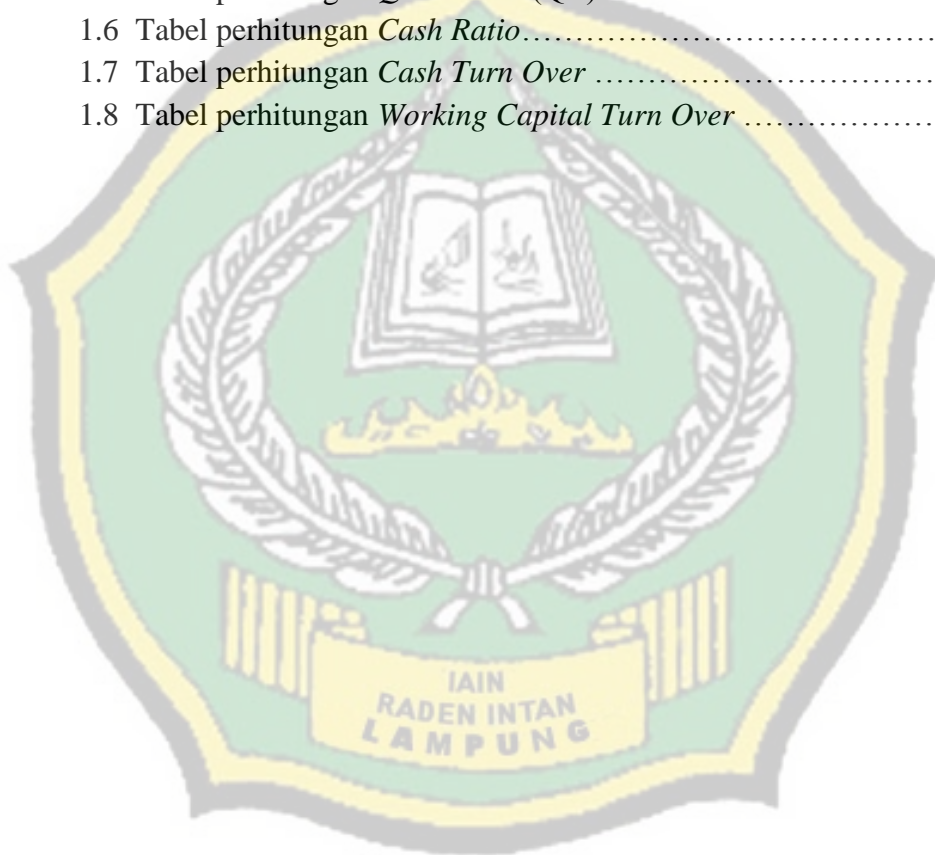 1.6 Tabel perhitungan Cash Ratio……………………………………
1.7 Tabel perhitungan Cash Turn Over ………………………………
1.8 Tabel perhitungan Working Capital Turn Over …………………
IAIN
RADEN INTAN
LAMPUNG